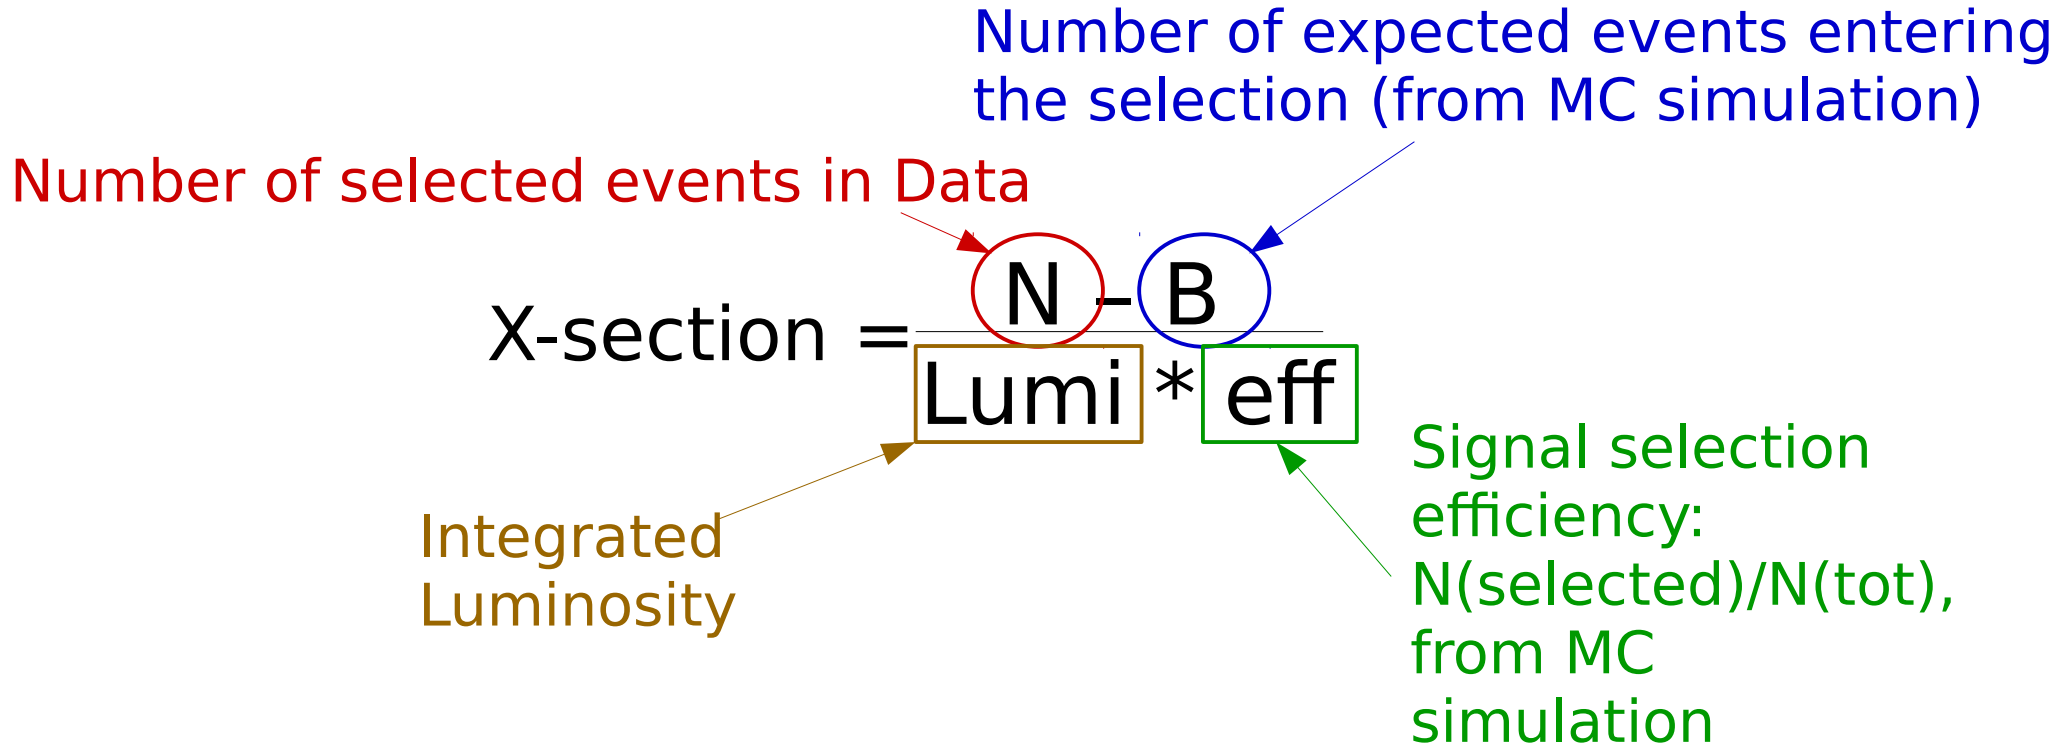 Number of expected events entering
the selection (from MC simulation)
Number of selected events in Data
N – B
X-section =
Lumi * eff
Signal selection
efficiency:
N(selected)/N(tot),
from MC
simulation
Integrated
Luminosity